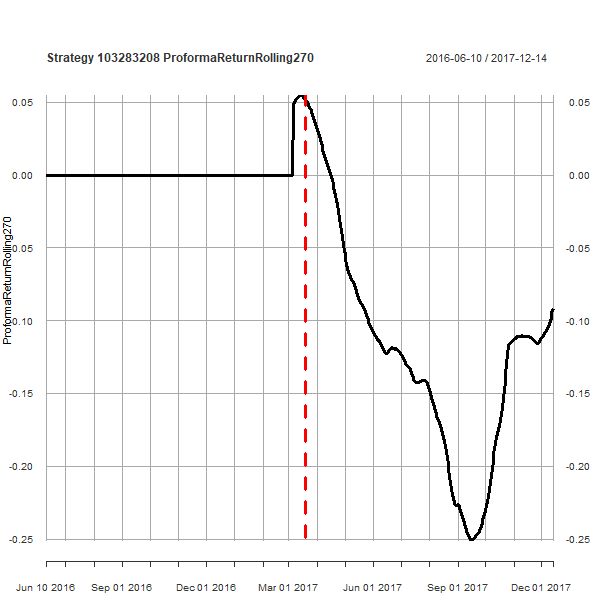 Strategy 103283208 ProformaReturnRolling270
2016-06-10 / 2017-12-14
ProformaReturnRolling270
0.05 0.05
0.00 0.00
-0.05 -0.05
-0.10 -0.10
-0.15 -0.15
-0.20 -0.20
-0.25 -0.25
Jun 10 2016 Sep 01 2016 Dec 01 2016 Mar 01 2017 Jun 01 2017 Sep 01 2017 Dec 01 2017